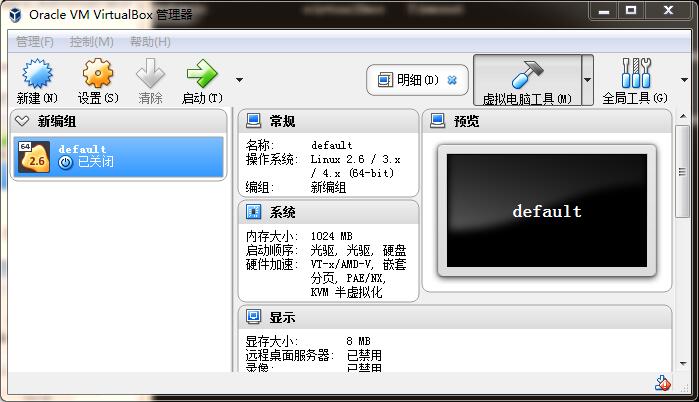 Oracle VM VirtualBox 管理器
管理(F) 控制(M) 帮助(H)
新建(N) 设置(S) 清除 启动(T) 明细(D) 虚拟电脑工具(M) 全局工具(G)
新编组
64
2.6
default
已关闭
常规
名称: default
操作系统: Linux 2.6 / 3.x
/ 4.x (64-bit)
编组: 新编组
系统
内存大小: 1024 MB
启动顺序: 光驱, 光驱, 硬盘
硬件加速: VT-x/AMD-V, 嵌套
分页, PAE/NX,
KVM 半虚拟化
预览
default
显示
显存大小: 8 MB
远程桌面服务器: 已禁用
录像: 已禁用